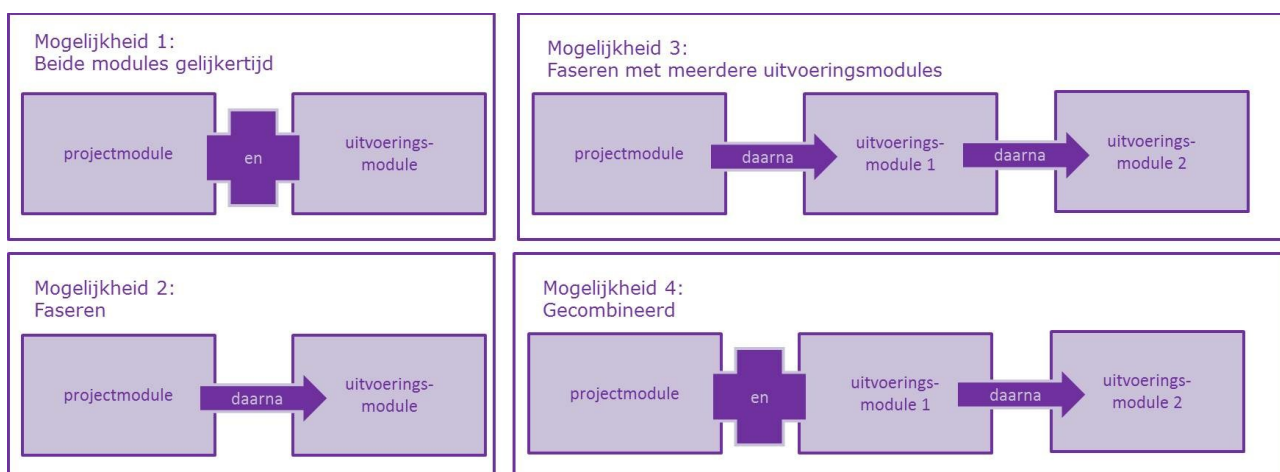 Mogelijkheid 1:
Beide modules gelijkertijd
projectmodule
en
uitvoerings-
module
Mogelijkheid 3:
Faseren met meerdere uitvoeringsmodules
projectmodule
daarna
uitvoerings-
module 1
daarna
uitvoerings-
module 2
Mogelijkheid 2:
Faseren
projectmodule
daarna
uitvoerings-
module
Mogelijkheid 4:
Gecombineerd
projectmodule
en
uitvoerings-
module 1
daarna
uitvoerings-
module 2